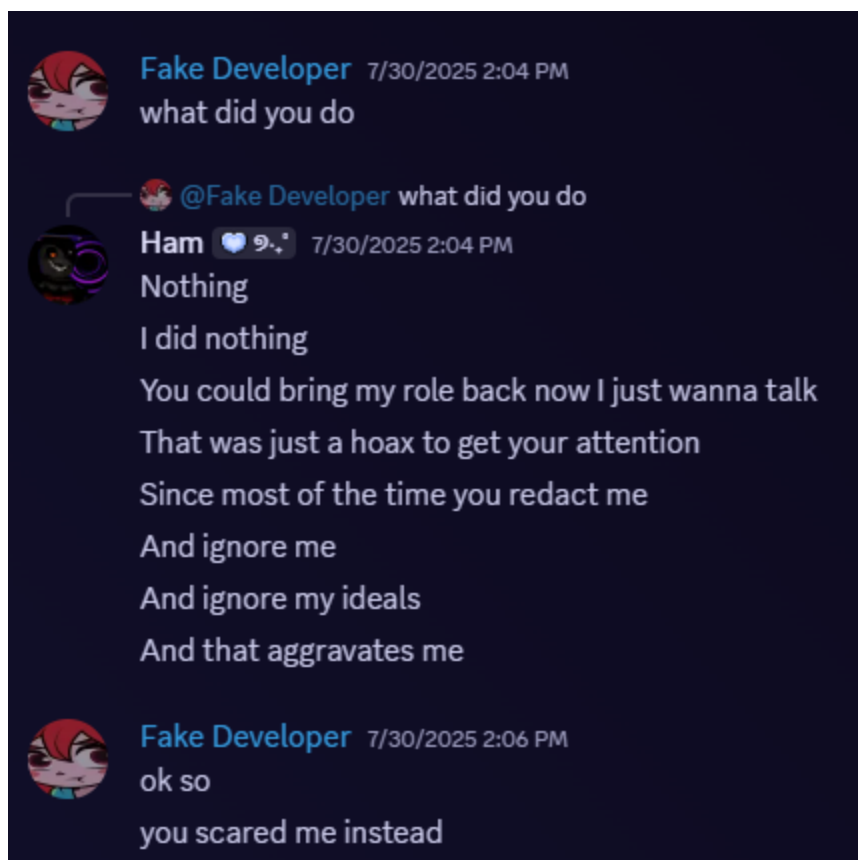 Fake Developer 7/30/2025 2:04 PM
what did you do
@Fake Developer what did you do
Ham 7/30/2025 2:04 PM
Nothing
I did nothing
You could bring my role back now I just wanna talk
That was just a hoax to get your attention
Since most of the time you redact me
And ignore me
And ignore my ideals
And that aggravates me
Fake Developer 7/30/2025 2:06 PM
ok so
you scared me instead